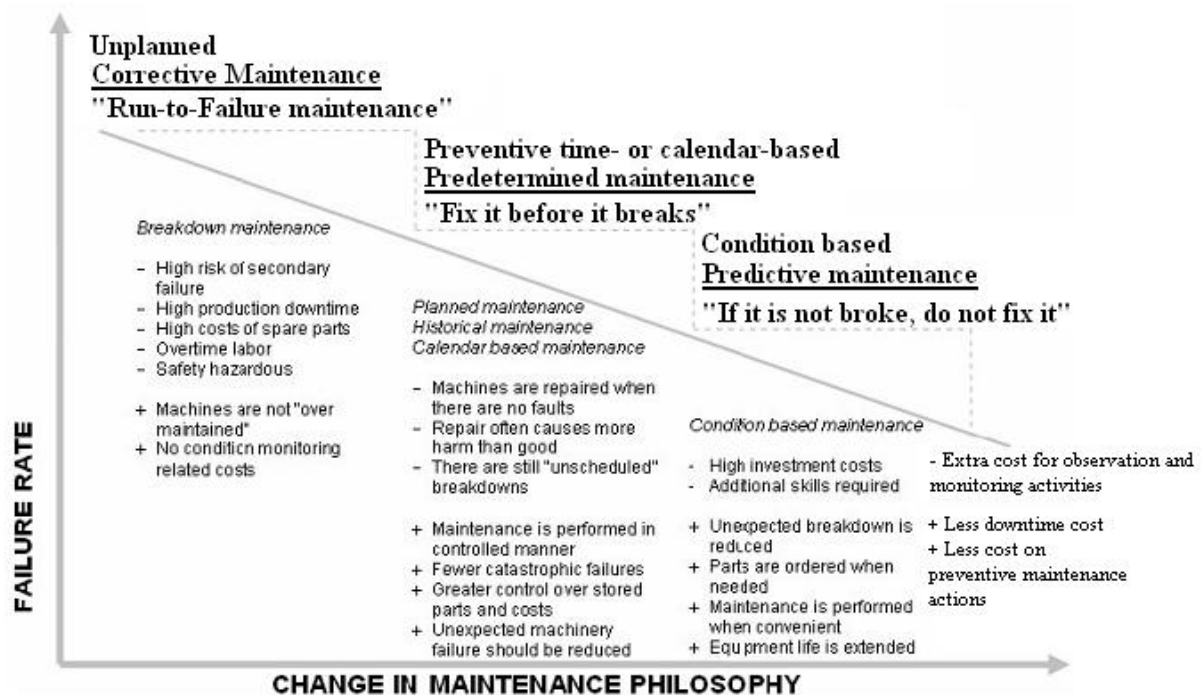 Unplanned
Corrective Maintenance
"Run-to-Failure maintenance"
Preventive time- or calendar-based
Predetermined maintenance
"Fix it before it breaks"
Condition based
Predictive maintenance
"If it is not broke, do not fix it"
Breakdown maintenance
– High risk of secondary
failure
– High production downtime
– High costs of spare parts
– Overtime labor
– Safety hazardous
+ Machines are not "over
maintained"
+ No condition monitoring
related costs
Planned maintenance
Historical maintenance
Calendar based maintenance
– Machines are repaired when
there are no faults
– Repair often causes more
harm than good
– There are still "unscheduled"
breakdowns
+ Maintenance is performed in
controlled manner
+ Fewer catastrophic failures
+ Greater control over stored
parts and costs
+ Unexpected machinery
failure should be reduced
Condition based maintenance
- High investment costs
- Additional skills required
+ Unexpected breakdown is
reduced
+ Parts are ordered when
needed
+ Maintenance is performed
when convenient
+ Equipment life is extended
- Extra cost for observation and
monitoring activities
+ Less downtime cost
+ Less cost on
preventive maintenance
actions
FAILURE RATE
CHANGE IN MAINTENANCE PHILOSOPHY